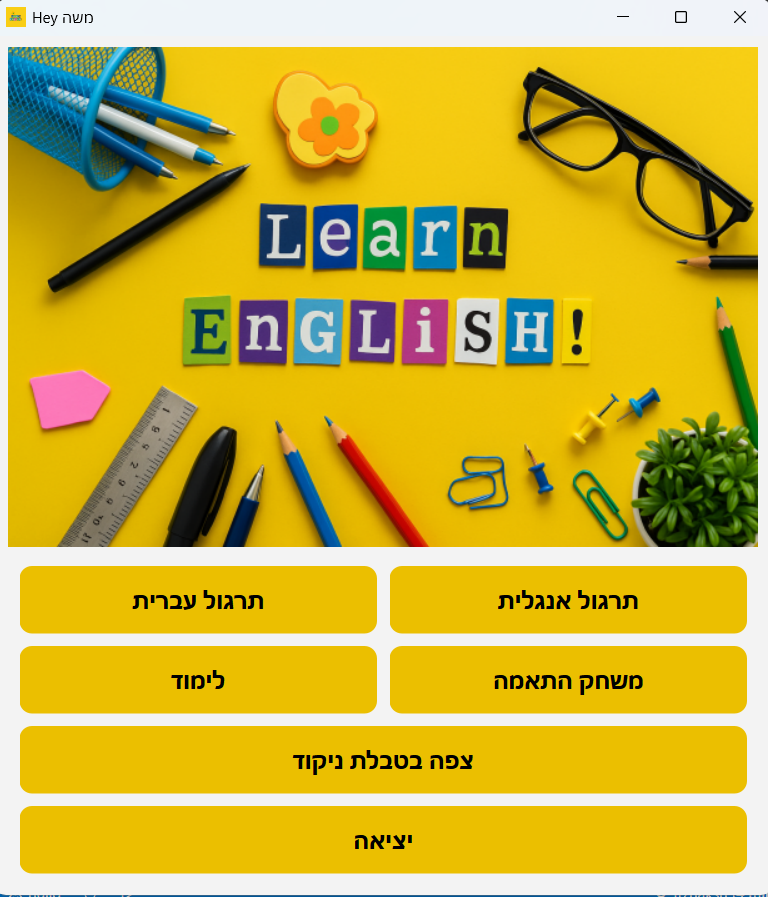 Hey משה
Learn
ENGLiSH!
תרגול אנגלית
תרגול עברית
משחק התאמה
לימוד
צפה בטבלת ניקוד
יציאה